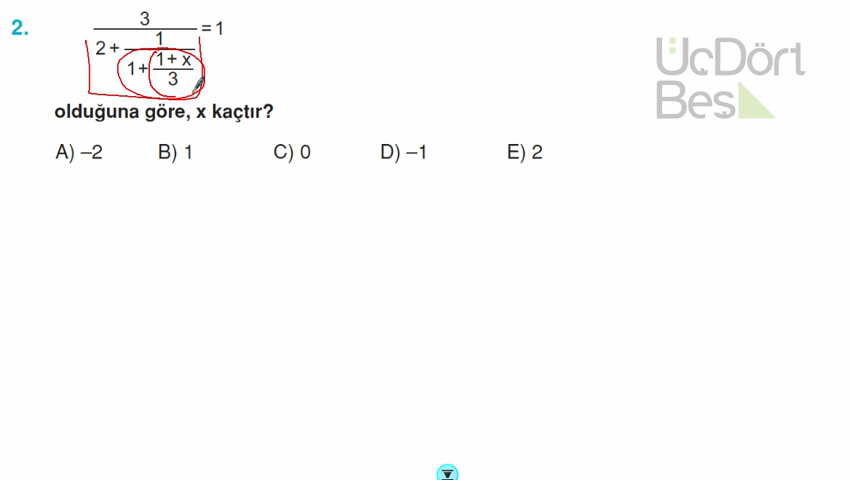 2.
3
2 +
1
= 1
1 +
1 + x
3
olduğuna göre, x kaçtır?
A) –2 B) 1 C) 0 D) –1 E) 2
ÜçDört
Beş